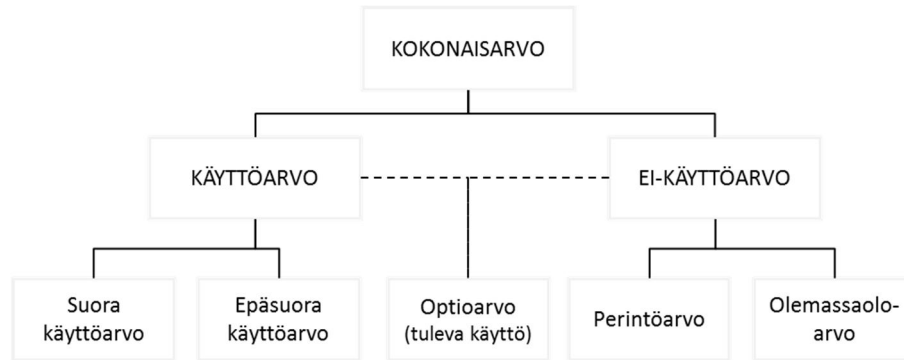 KOKONAISARVO
KÄYTTÖARVO
EI-KÄYTTÖARVO
Suora
käyttöarvo
Epäsuora
käyttöarvo
Optioarvo
(tuleva käyttö)
Perintöarvo
Olemassaolo-
arvo